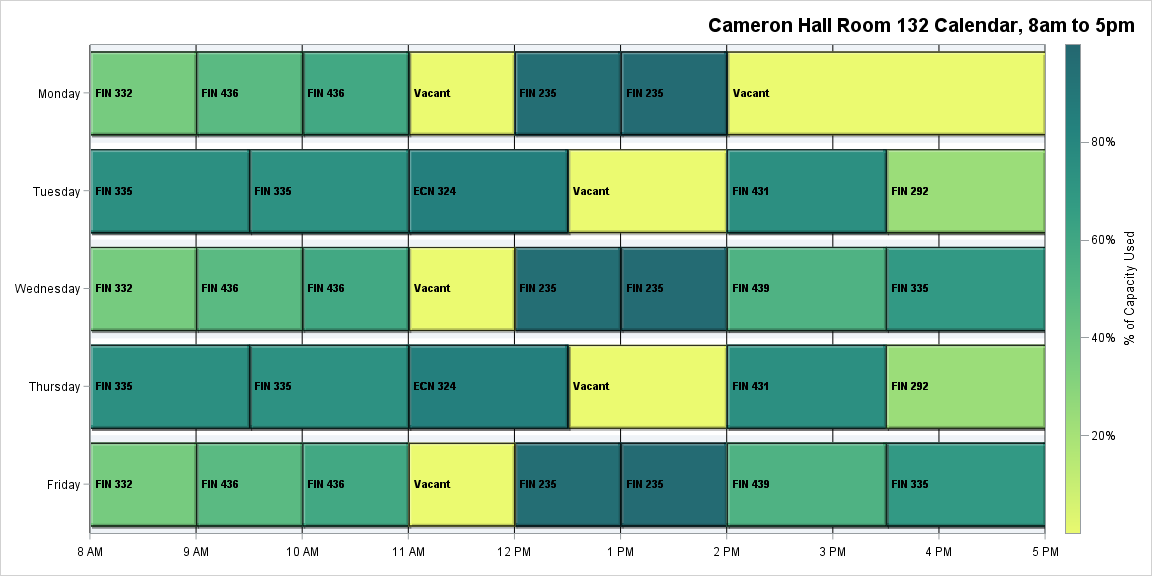 Cameron Hall Room 132 Calendar, 8am to 5pm
Monday FIN 332 FIN 436 FIN 436 Vacant FIN 235 FIN 235 Vacant
Tuesday FIN 335 FIN 335 ECN 324 Vacant FIN 431 FIN 292
Wednesday FIN 332 FIN 436 FIN 436 Vacant FIN 235 FIN 235 FIN 439 FIN 335
Thursday FIN 335 FIN 335 ECN 324 Vacant FIN 431 FIN 292
Friday FIN 332 FIN 436 FIN 436 Vacant FIN 235 FIN 235 FIN 439 FIN 335
8 AM 9 AM 10 AM 11 AM 12 PM 1 PM 2 PM 3 PM 4 PM 5 PM
80%
60%
40%
20%
% of Capacity Used